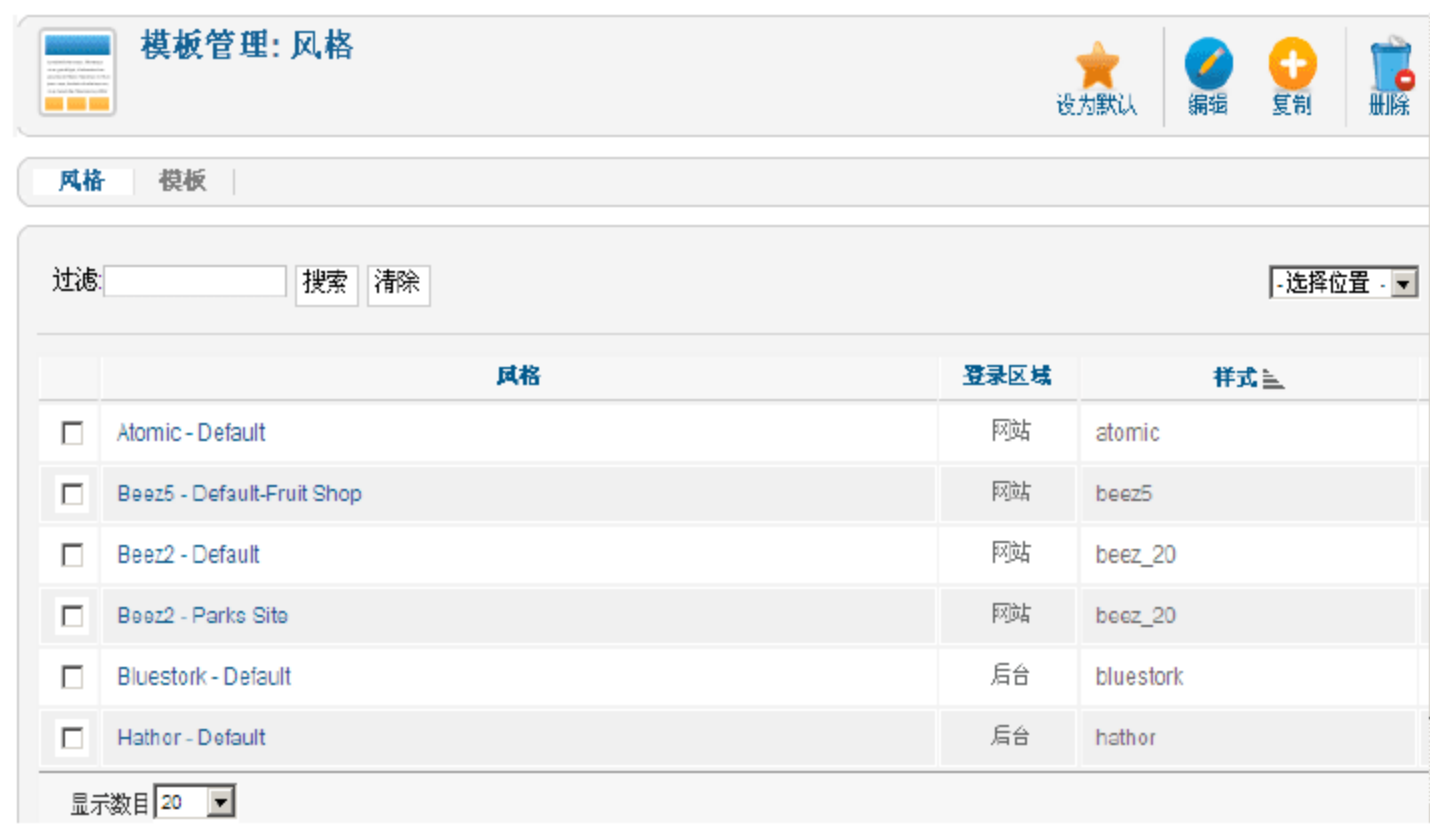 模板管理: 风格
设为默认 编辑 复制 删除
风格 模板
过滤: 搜索 清除 - 选择位置 -
风格 登录区域 样式
Atomic - Default 网站 atomic
Beez5 - Default-Fruit Shop 网站 beez5
Beez2 - Default 网站 beez_20
Beez2 - Parks Site 网站 beez_20
Bluestork - Default 后台 bluestork
Hathor - Default 后台 hathor
显示数目 20